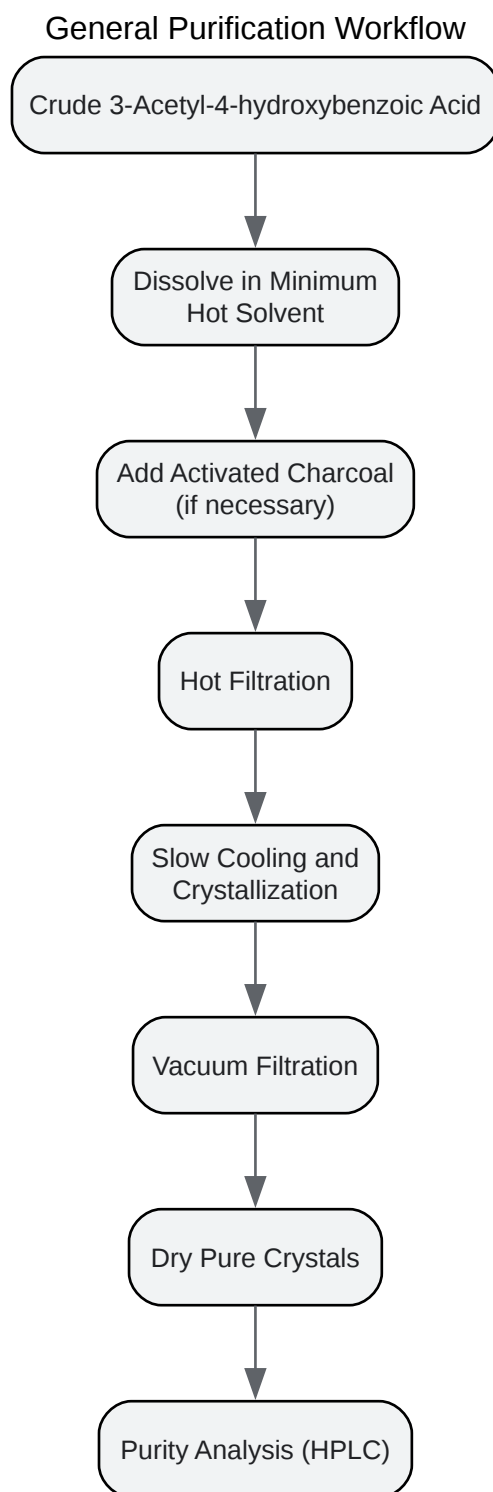 General Purification Workflow
Crude 3-Acetyl-4-hydroxybenzoic Acid
Dissolve in Minimum
Hot Solvent
Add Activated Charcoal
(if necessary)
Hot Filtration
Slow Cooling and
Crystallization
Vacuum Filtration
Dry Pure Crystals
Purity Analysis (HPLC)